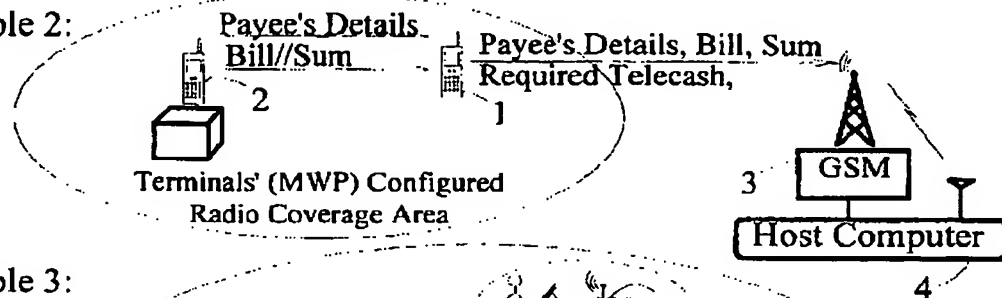 ple 2:
Payee's Details
Bill//Sum
2
1
Payee's Details, Bill, Sum
Required Telecash,
Terminals' (MWP) Configured
Radio Coverage Area
3
GSM
Host Computer
4
ple 3: